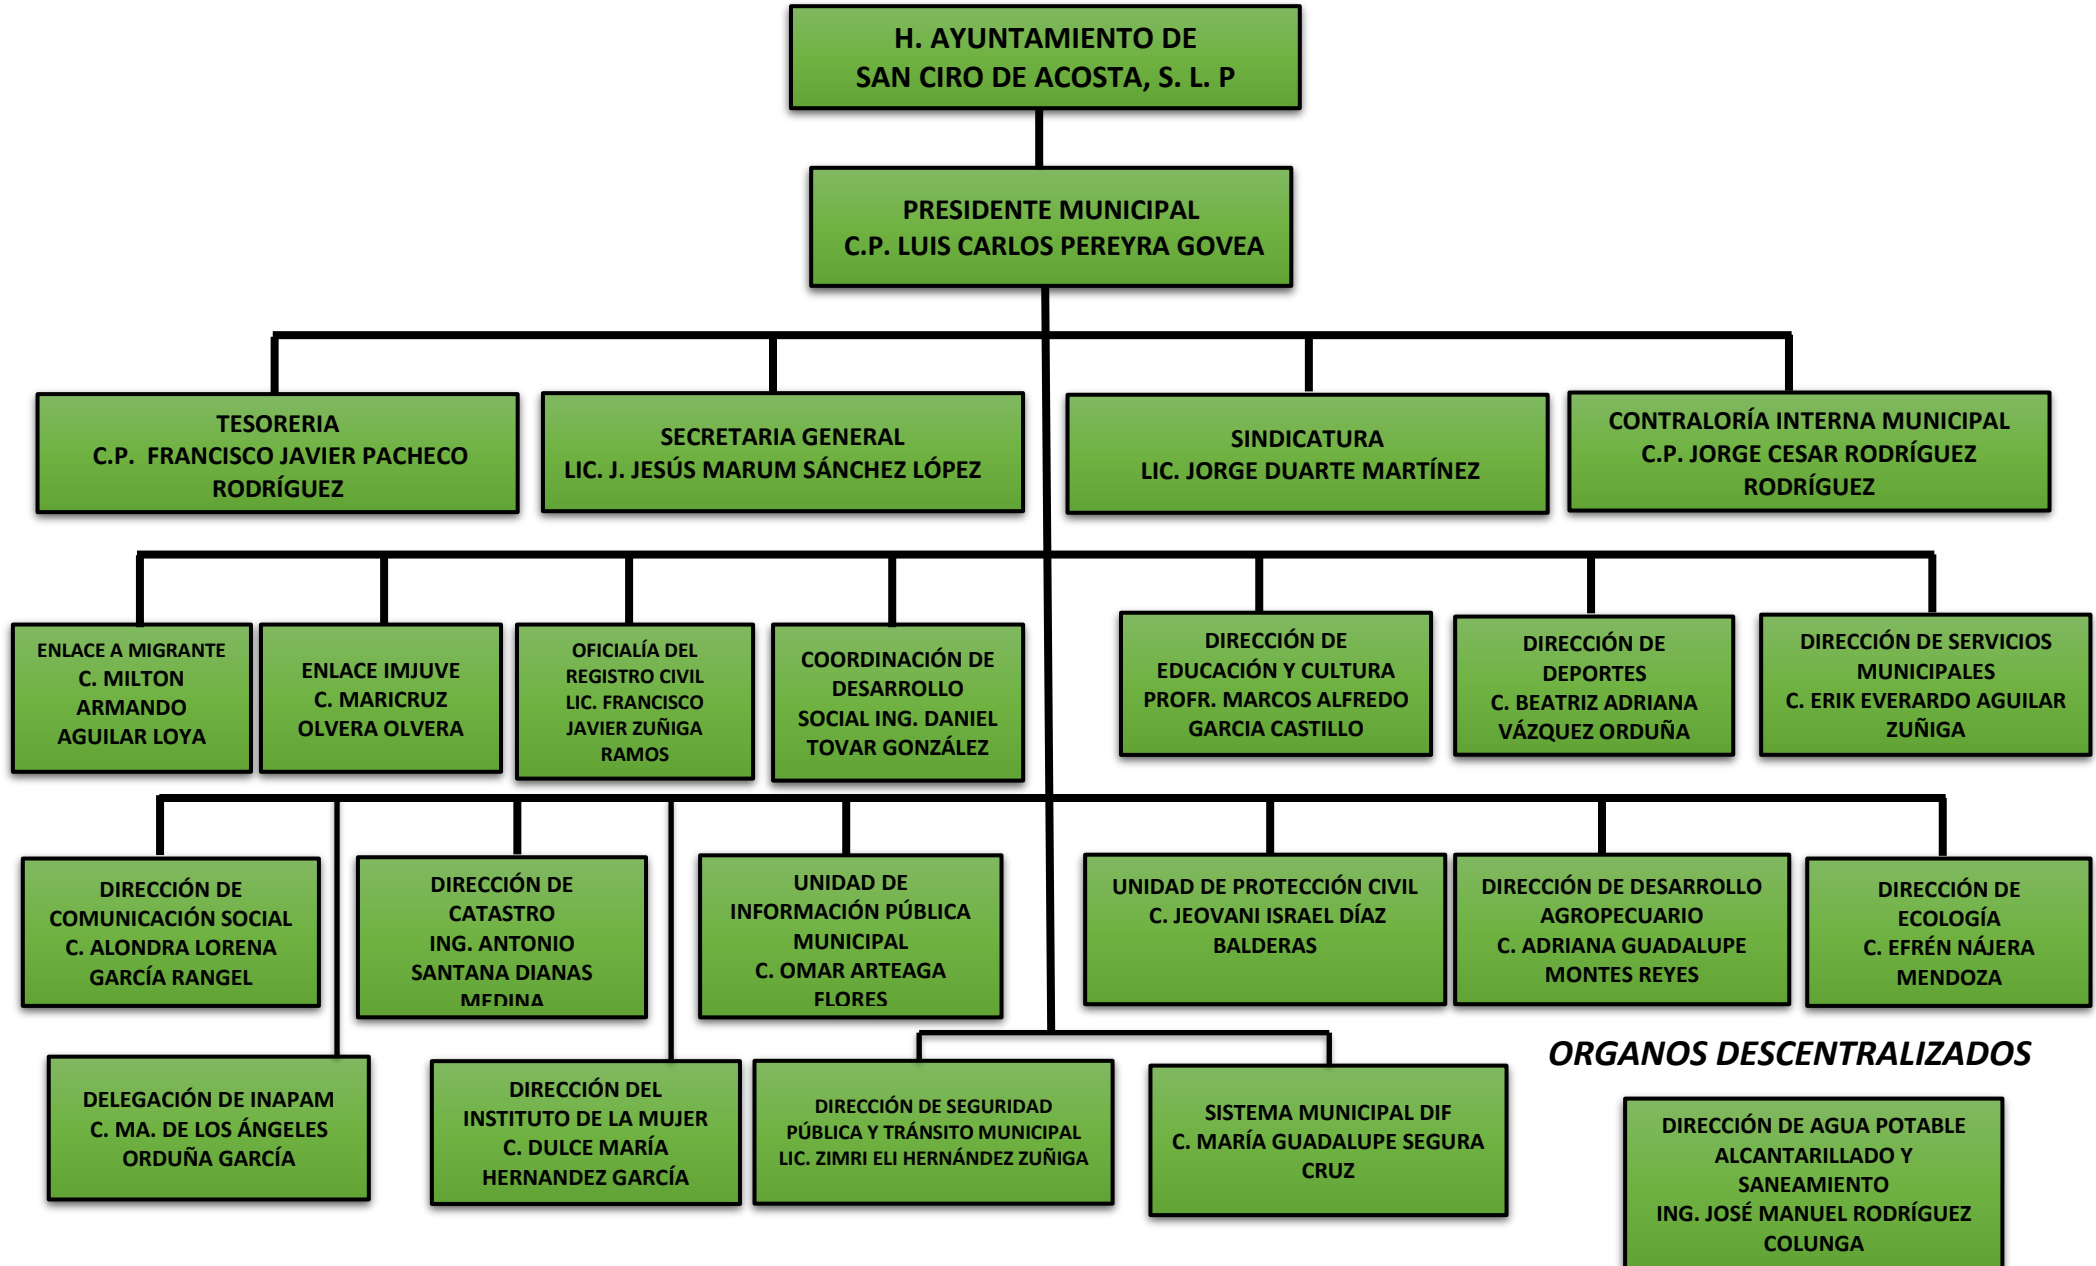 H. AYUNTAMIENTO DE
SAN CIRO DE ACOSTA, S. L. P
PRESIDENTE MUNICIPAL
C.P. LUIS CARLOS PEREYRA GOVEA
TESORERIA
C.P. FRANCISCO JAVIER PACHECO
RODRÍGUEZ
SECRETARIA GENERAL
LIC. J. JESÚS MARUM SÁNCHEZ LÓPEZ
SINDICATURA
LIC. JORGE DUARTE MARTÍNEZ
CONTRALORÍA INTERNA MUNICIPAL
C.P. JORGE CESAR RODRÍGUEZ
RODRÍGUEZ
ENLACE A MIGRANTE
C. MILTON
ARMANDO
AGUILAR LOYA
ENLACE IMJUVE
C. MARICRUZ
OLVERA OLVERA
OFICIALÍA DEL
REGISTRO CIVIL
LIC. FRANCISCO
JAVIER ZUÑIGA
RAMOS
COORDINACIÓN DE
DESARROLLO
SOCIAL ING. DANIEL
TOVAR GONZÁLEZ
DIRECCIÓN DE
EDUCACIÓN Y CULTURA
PROFR. MARCOS ALFREDO
GARCIA CASTILLO
DIRECCIÓN DE
DEPORTES
C. BEATRIZ ADRIANA
VÁZQUEZ ORDUÑA
DIRECCIÓN DE SERVICIOS
MUNICIPALES
C. ERIK EVERARDO AGUILAR
ZUÑIGA
DIRECCIÓN DE
COMUNICACIÓN SOCIAL
C. ALONDRA LORENA
GARCÍA RANGEL
DIRECCIÓN DE
CATASTRO
ING. ANTONIO
SANTANA DIANAS
MEDINA
UNIDAD DE
INFORMACIÓN PÚBLICA
MUNICIPAL
C. OMAR ARTEAGA
FLORES
UNIDAD DE PROTECCIÓN CIVIL
C. JEOVANI ISRAEL DÍAZ
BALDERAS
DIRECCIÓN DE DESARROLLO
AGROPECUARIO
C. ADRIANA GUADALUPE
MONTES REYES
DIRECCIÓN DE
ECOLOGÍA
C. EFRÉN NÁJERA
MENDOZA
DELEGACIÓN DE INAPAM
C. MA. DE LOS ÁNGELES
ORDUÑA GARCÍA
DIRECCIÓN DEL
INSTITUTO DE LA MUJER
C. DULCE MARÍA
HERNANDEZ GARCÍA
DIRECCIÓN DE SEGURIDAD
PÚBLICA Y TRÁNSITO MUNICIPAL
LIC. ZIMRI ELI HERNÁNDEZ ZUÑIGA
SISTEMA MUNICIPAL DIF
C. MARÍA GUADALUPE SEGURA
CRUZ
ORGANOS DESCENTRALIZADOS
DIRECCIÓN DE AGUA POTABLE
ALCANTARILLADO Y
SANEAMIENTO
ING. JOSÉ MANUEL RODRÍGUEZ
COLUNGA